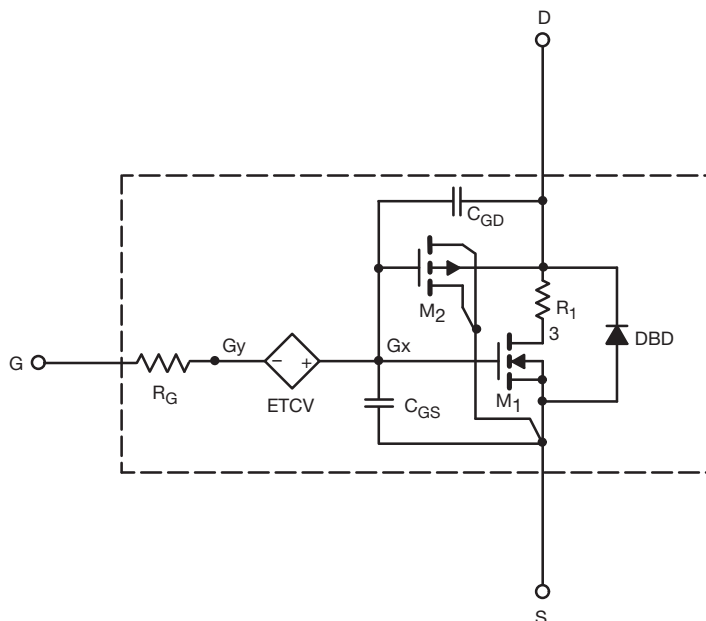 D
C_GD
M_2
R_1
3
DBD
Gy
Gx
G
R_G
−
+
ETCV
C_GS
M_1
S